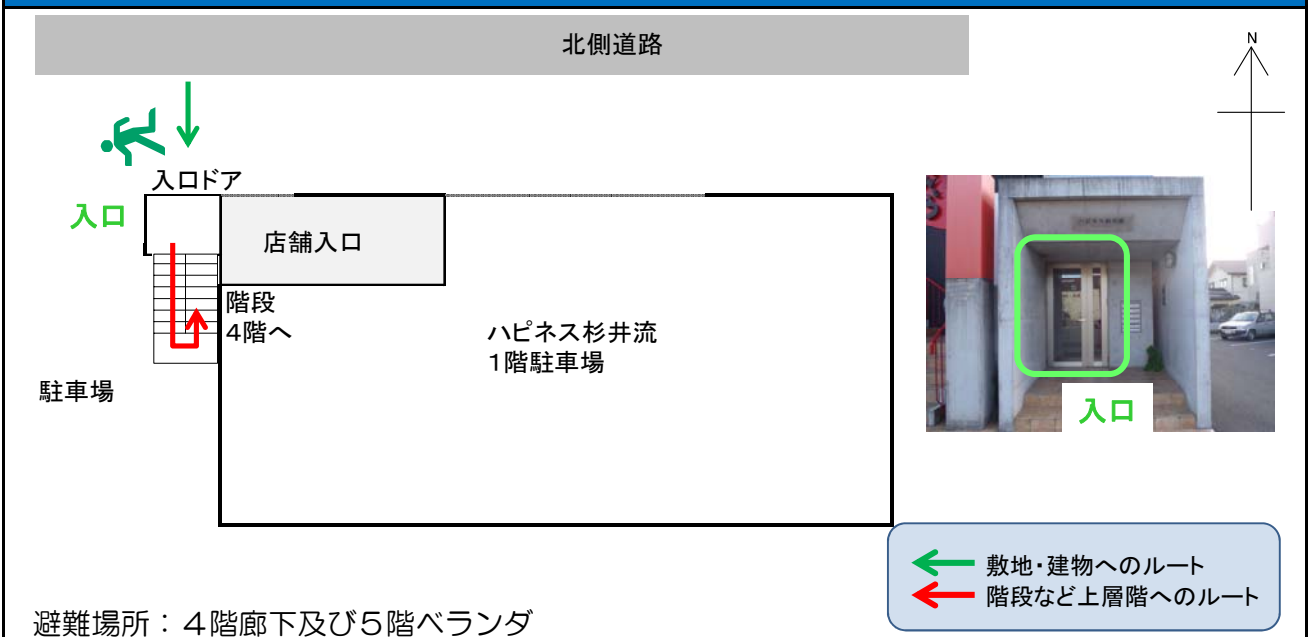 北側道路
N
入口ドア
入口
店舗入口
階段
4階へ
ハピネス杉井流
1階駐車場
駐車場
入口
敷地・建物へのルート
階段など上層階へのルート
避難場所：４階廊下及び５階ベランダ